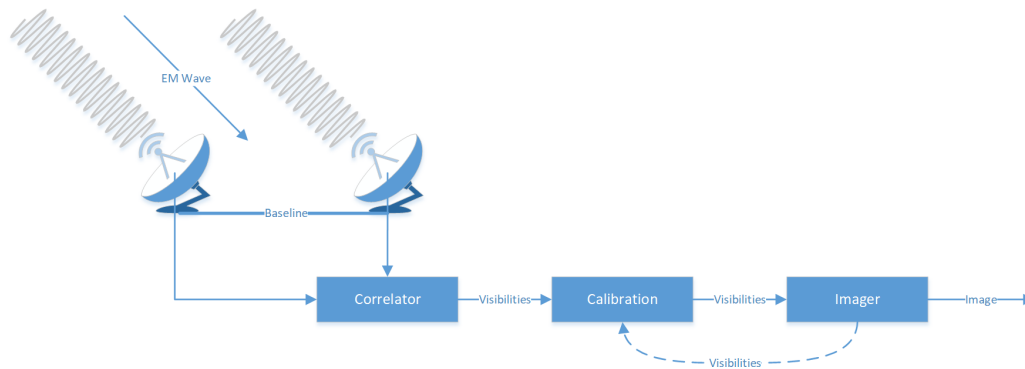 EM Wave
Baseline
Correlator
Visibilities
Calibration
Visibilities
Imager
Image
Visibilities